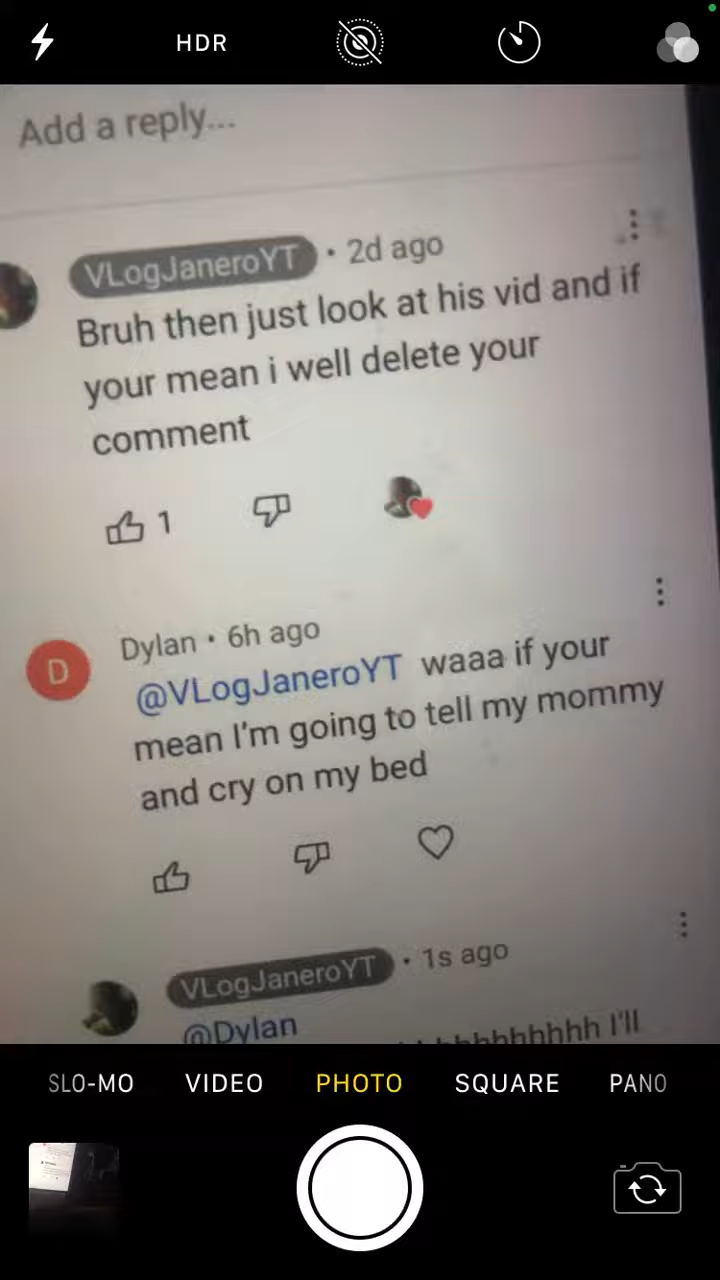 HDR
Add a reply...
VLogJaneroYT • 2d ago
Bruh then just look at his vid and if
your mean i well delete your
comment
1
D
Dylan • 6h ago
@VLogJaneroYT waaa if your
mean I'm going to tell my mommy
and cry on my bed
VLogJaneroYT • 1s ago
@Dylan
I'll
SLO-MO VIDEO PHOTO SQUARE PANO